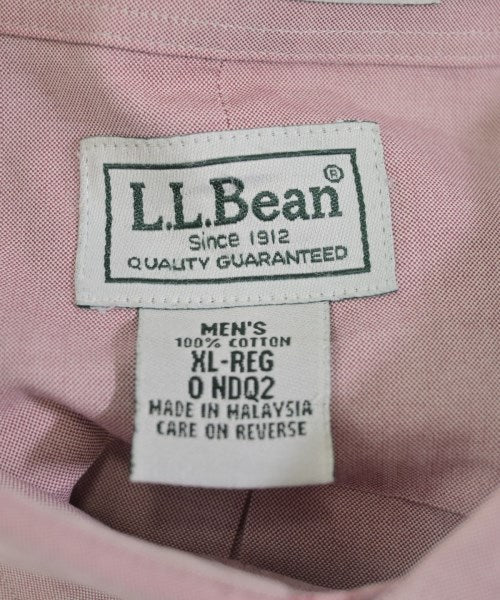 L.L.Bean®
Since 1912
QUALITY GUARANTEED
MEN'S
100% COTTON
XL-REG
0 NDQ2
MADE IN MALAYSIA
CARE ON REVERSE